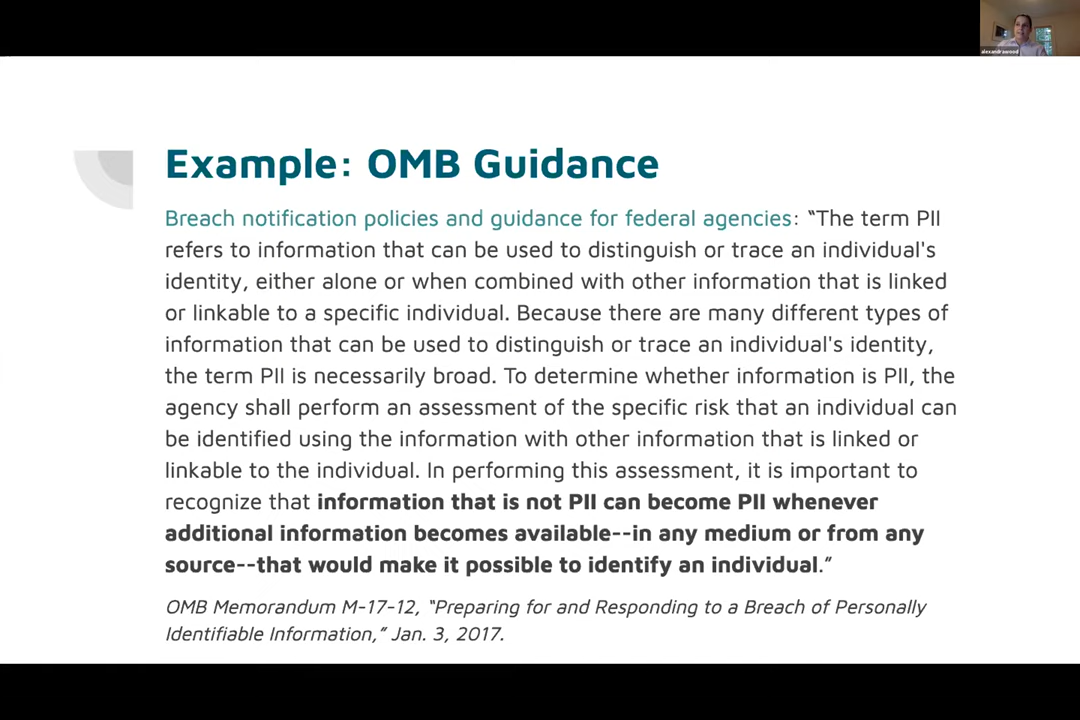 alexandrawood
Example: OMB Guidance
Breach notification policies and guidance for federal agencies: “The term PII
refers to information that can be used to distinguish or trace an individual's
identity, either alone or when combined with other information that is linked
or linkable to a specific individual. Because there are many different types of
information that can be used to distinguish or trace an individual's identity,
the term PII is necessarily broad. To determine whether information is PII, the
agency shall perform an assessment of the specific risk that an individual can
be identified using the information with other information that is linked or
linkable to the individual. In performing this assessment, it is important to
recognize that information that is not PII can become PII whenever
additional information becomes available--in any medium or from any
source--that would make it possible to identify an individual.”
OMB Memorandum M-17-12, “Preparing for and Responding to a Breach of Personally
Identifiable Information,” Jan. 3, 2017.